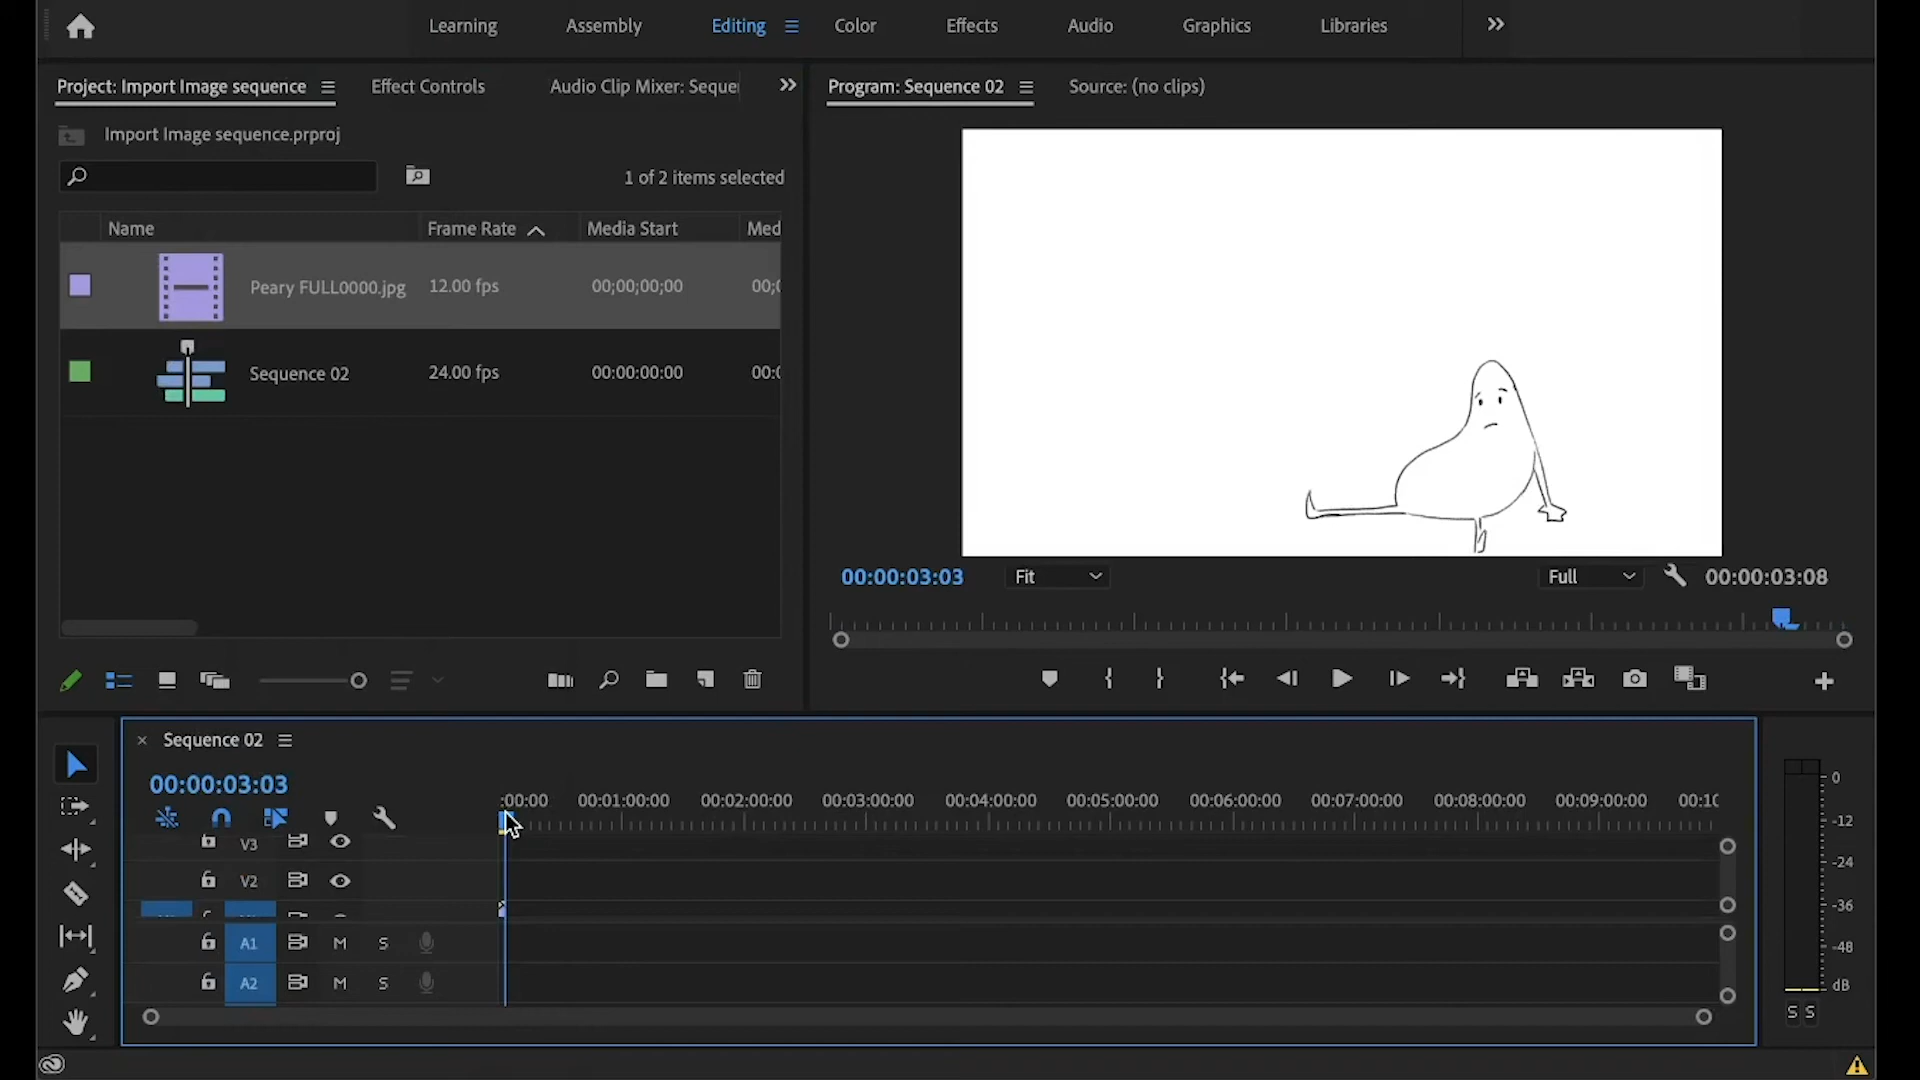 Learning Assembly Editing Color Effects Audio Graphics Libraries
Project: Import Image sequence Effect Controls Audio Clip Mixer: Seque
Program: Sequence 02 Source: (no clips)
Import Image sequence.prproj
1 of 2 items selected
Name Frame Rate Media Start Med
Peary FULL0000.jpg 12.00 fps 00;00;00;00 00;0
Sequence 02 24.00 fps 00:00:00:00 00:0
00:00:03:03 Fit Full 00:00:03:08
Sequence 02
00:00:03:03
:00:00 00:01:00:00 00:02:00:00 00:03:00:00 00:04:00:00 00:05:00:00 00:06:00:00 00:07:00:00 00:08:00:00 00:09:00:00 00:10
V3
V2
A1 M S
A2 M S
0
-12
-24
-36
-48
dB
S S